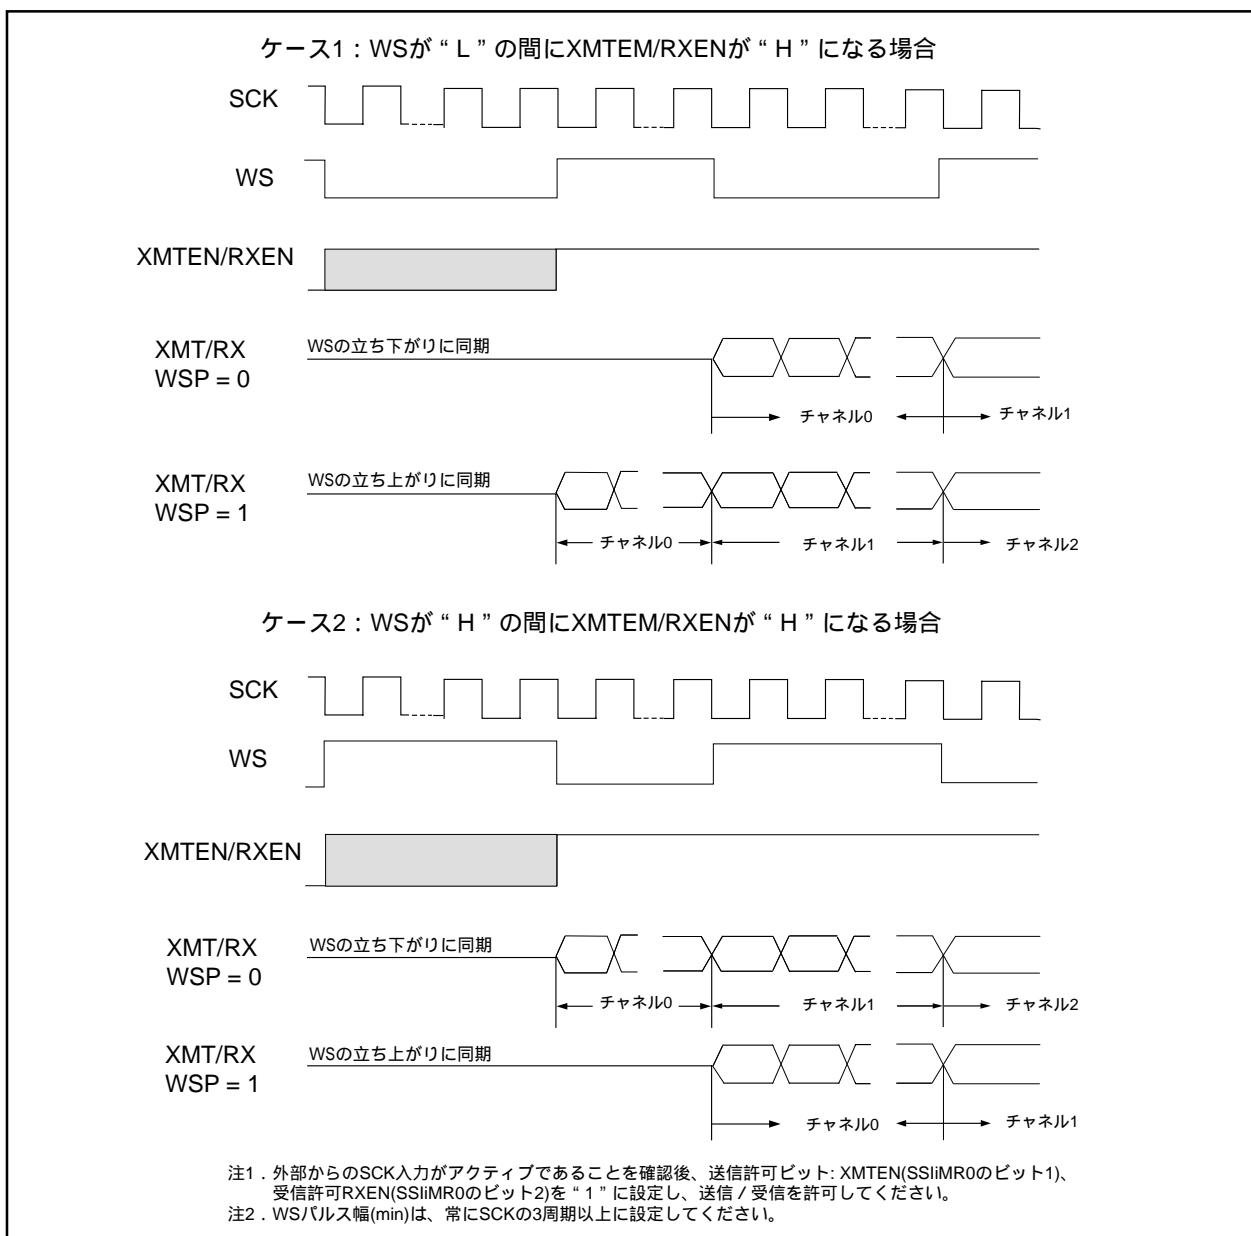 ケース1：WSが“L”の間にXMTEM/RXENが“H”になる場合
SCK
WS
XMTEN/RXEN
XMT/RX
WSP = 0
WSの立ち下がりに同期
チャネル0
チャネル1
XMT/RX
WSP = 1
WSの立ち上がりに同期
チャネル0
チャネル1
チャネル2
ケース2：WSが“H”の間にXMTEM/RXENが“H”になる場合
SCK
WS
XMTEN/RXEN
XMT/RX
WSP = 0
WSの立ち下がりに同期
チャネル0
チャネル1
チャネル2
XMT/RX
WSP = 1
WSの立ち上がりに同期
チャネル0
チャネル1
注1．外部からのSCK入力がアクティブであることを確認後、送信許可ビット: XMTEN(SSIiMR0のビット1)、
受信許可RXEN(SSIiMR0のビット2)を“1”に設定し、送信／受信を許可してください。
注2．WSパルス幅(min)は、常にSCKの3周期以上に設定してください。